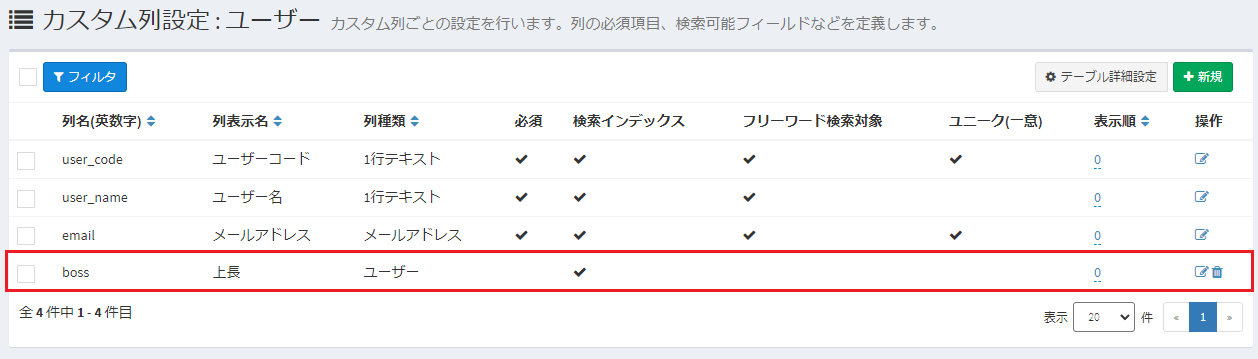 カスタム列設定 : ユーザー カスタム列ごとの設定を行います。列の必須項目、検索可能フィールドなどを定義します。
フィルタ テーブル詳細設定 新規
列名(英数字) 列表示名 列種類 必須 検索インデックス フリーワード検索対象 ユニーク(一意) 表示順 操作
user_code ユーザーコード 1行テキスト 0
user_name ユーザー名 1行テキスト 0
email メールアドレス メールアドレス 0
boss 上長 ユーザー 0
全 4 件中 1 - 4 件目 表示 20 件 « 1 »